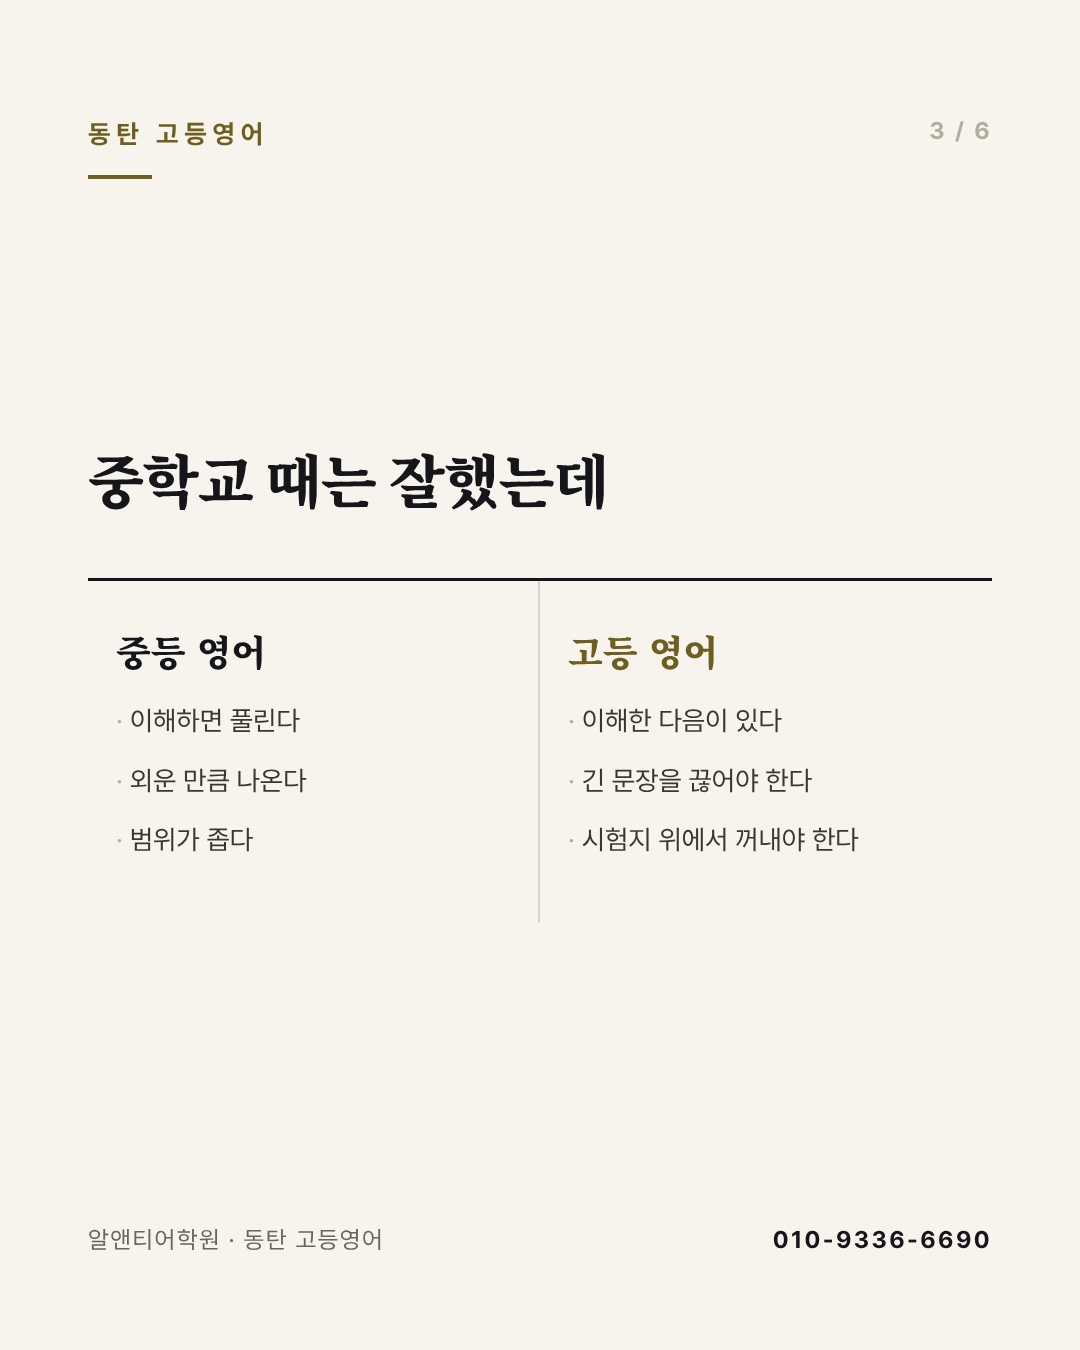 동탄 고등영어
3 / 6
중학교 때는 잘했는데
중등 영어
· 이해하면 풀린다
· 외운 만큼 나온다
· 범위가 좁다
고등 영어
· 이해한 다음이 있다
· 긴 문장을 끊어야 한다
· 시험지 위에서 꺼내야 한다
알앤티어학원 · 동탄 고등영어
010-9336-6690